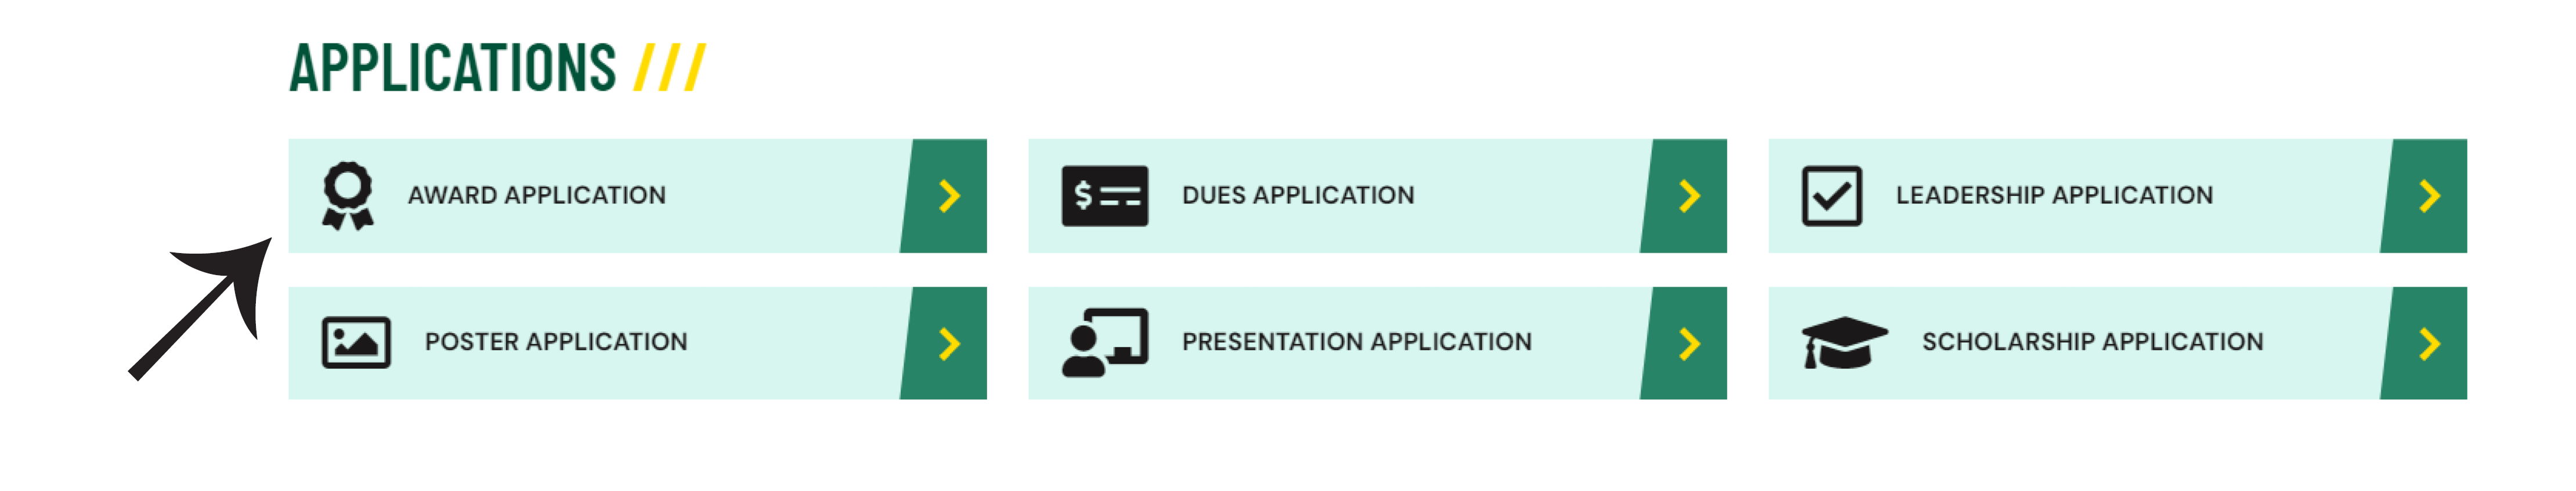 APPLICATIONS ///
AWARD APPLICATION
DUES APPLICATION
LEADERSHIP APPLICATION
POSTER APPLICATION
PRESENTATION APPLICATION
SCHOLARSHIP APPLICATION